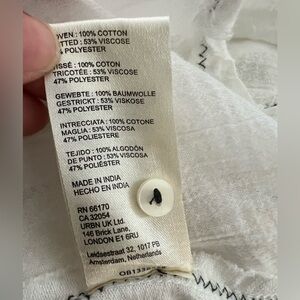 OVEN: 100% COTTON
TTED: 53% VISCOSE
47% POLYESTER
ISSÉ: 100% COTON
TRICOTÉE: 53% VISCOSE
47% POLYESTER
GEWEBTE: 100% BAUMWOLLE
GESTRICKT: 53% VISKOSE
47% POLYESTER
INTRECCIATA: 100% COTONE
MAGLIA: 53% VISCOSA
47% POLIESTERE
TEJIDO: 100% ALGODÓN
DE PUNTO: 53% VISCOSA
47% POLIÉSTER
MADE IN INDIA
HECHO EN INDIA
RN 66170
CA 32054
URBN UK Ltd.
146 Brick Lane,
LONDON E1 6RU
Leidsestraat 32, 1017 PB
Amsterdam, Netherlands